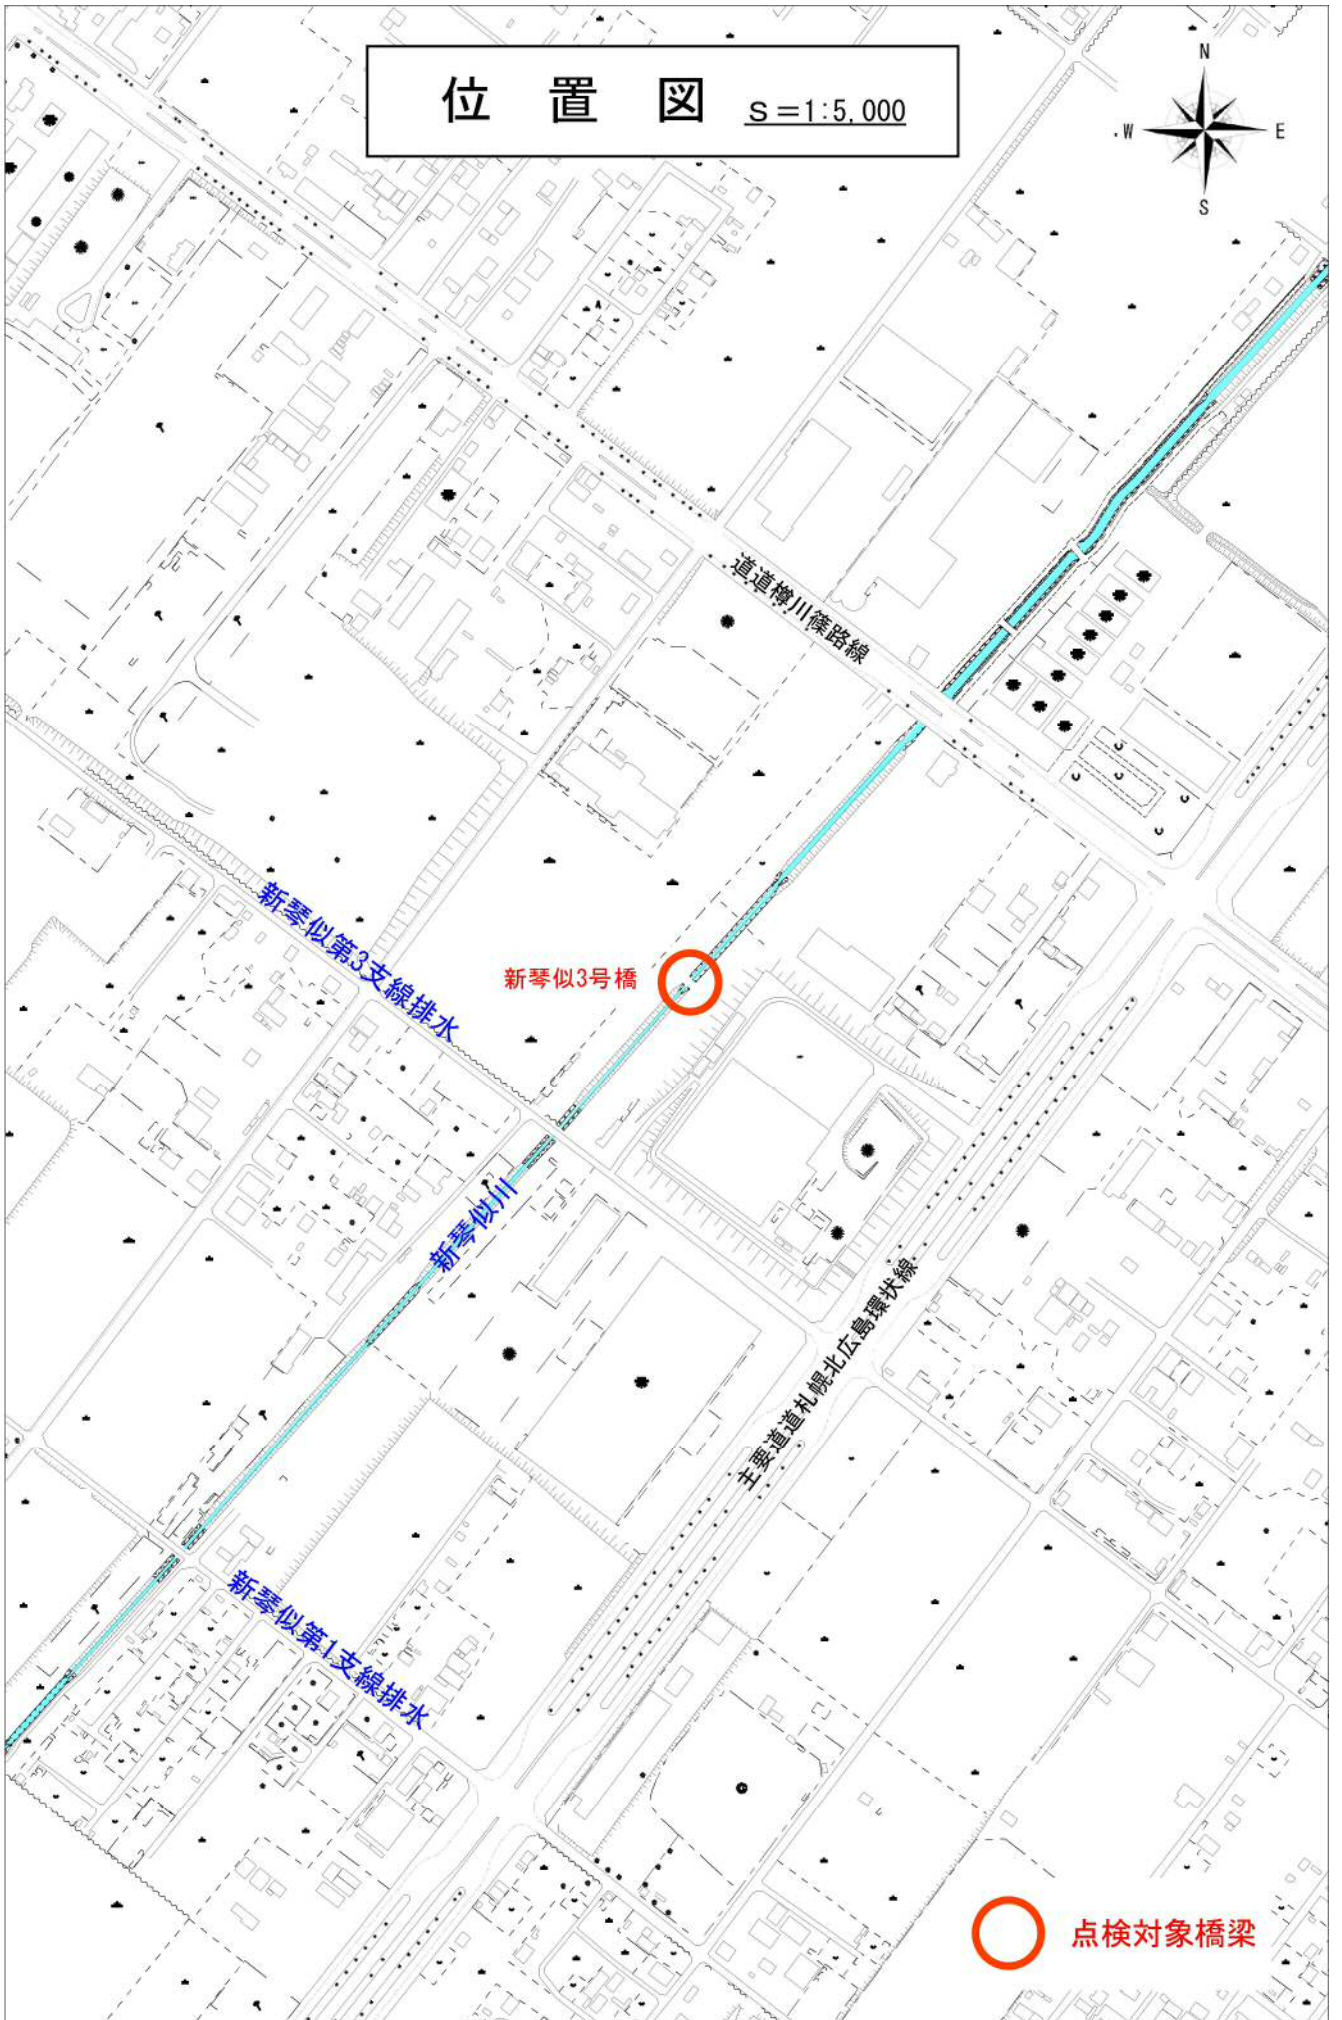 位置図 S=1:5,000
N
W
E
S
道道樽川篠路線
新琴似第3支線排水
新琴似3号橋
新琴似川
主要道道札幌北広島環状線
新琴似第1支線排水
点検対象橋梁